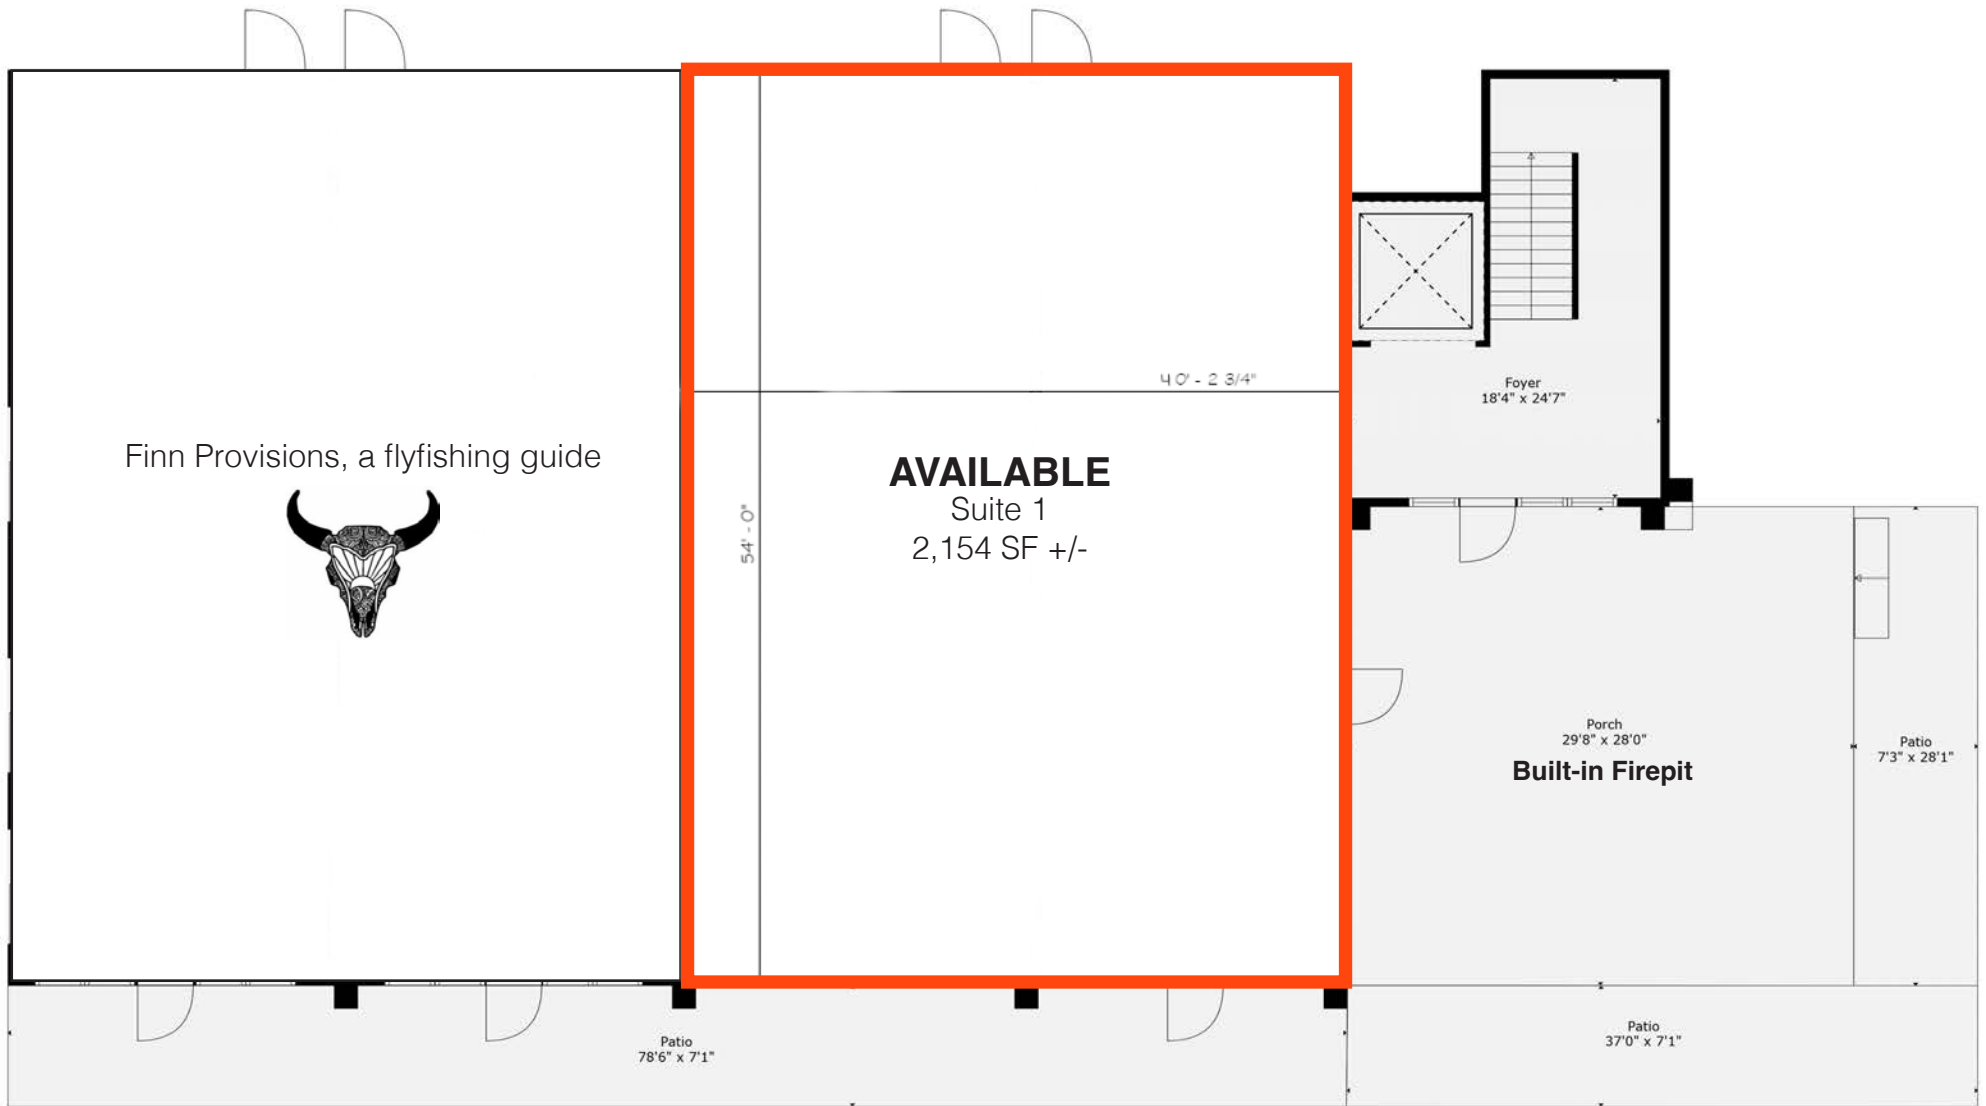 40' - 2 3/4"
Foyer
18'4" x 24'7"
Finn Provisions, a flyfishing guide
AVAILABLE
Suite 1
2,154 SF +/-
54' - 0"
Porch
29'8" x 28'0"
Built-in Firepit
Patio
7'3" x 28'1"
Patio
78'6" x 7'1"
Patio
37'0" x 7'1"